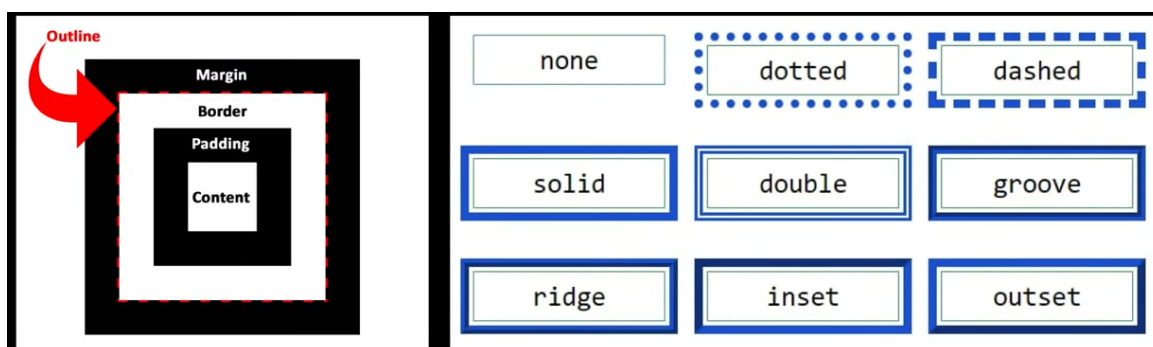 Outline
Margin
Border
Padding
Content
none
dotted
dashed
solid
double
groove
ridge
inset
outset